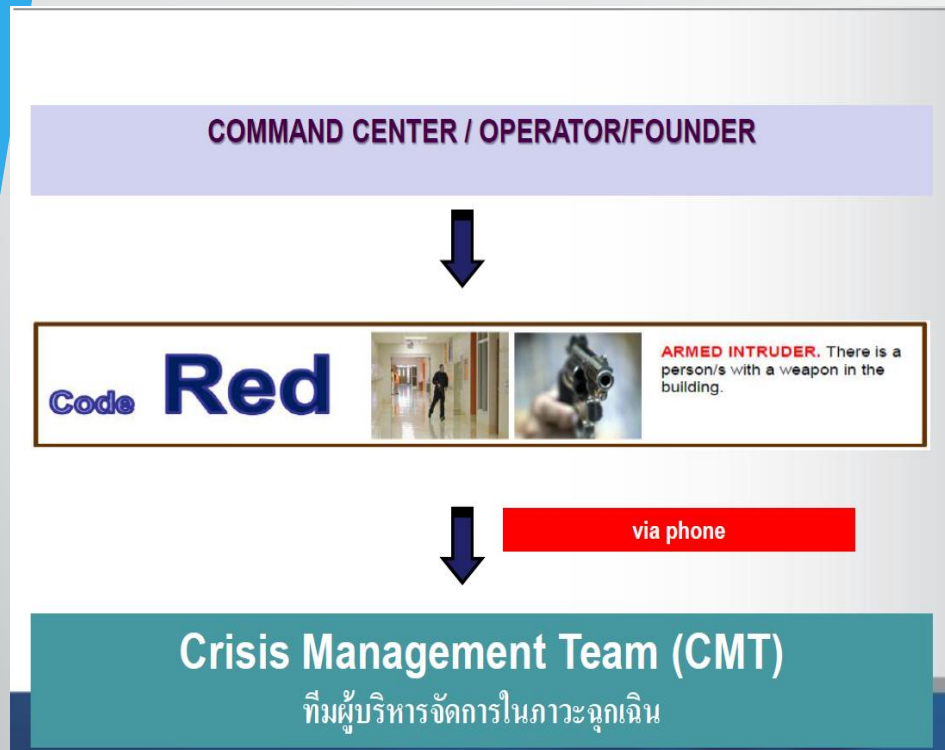 COMMAND CENTER / OPERATOR/FOUNDER
Code Red
ARMED INTRUDER. There is a
person/s with a weapon in the
building.
via phone
Crisis Management Team (CMT)
ทีมผู้บริหารจัดการในภาวะฉุกเฉิน